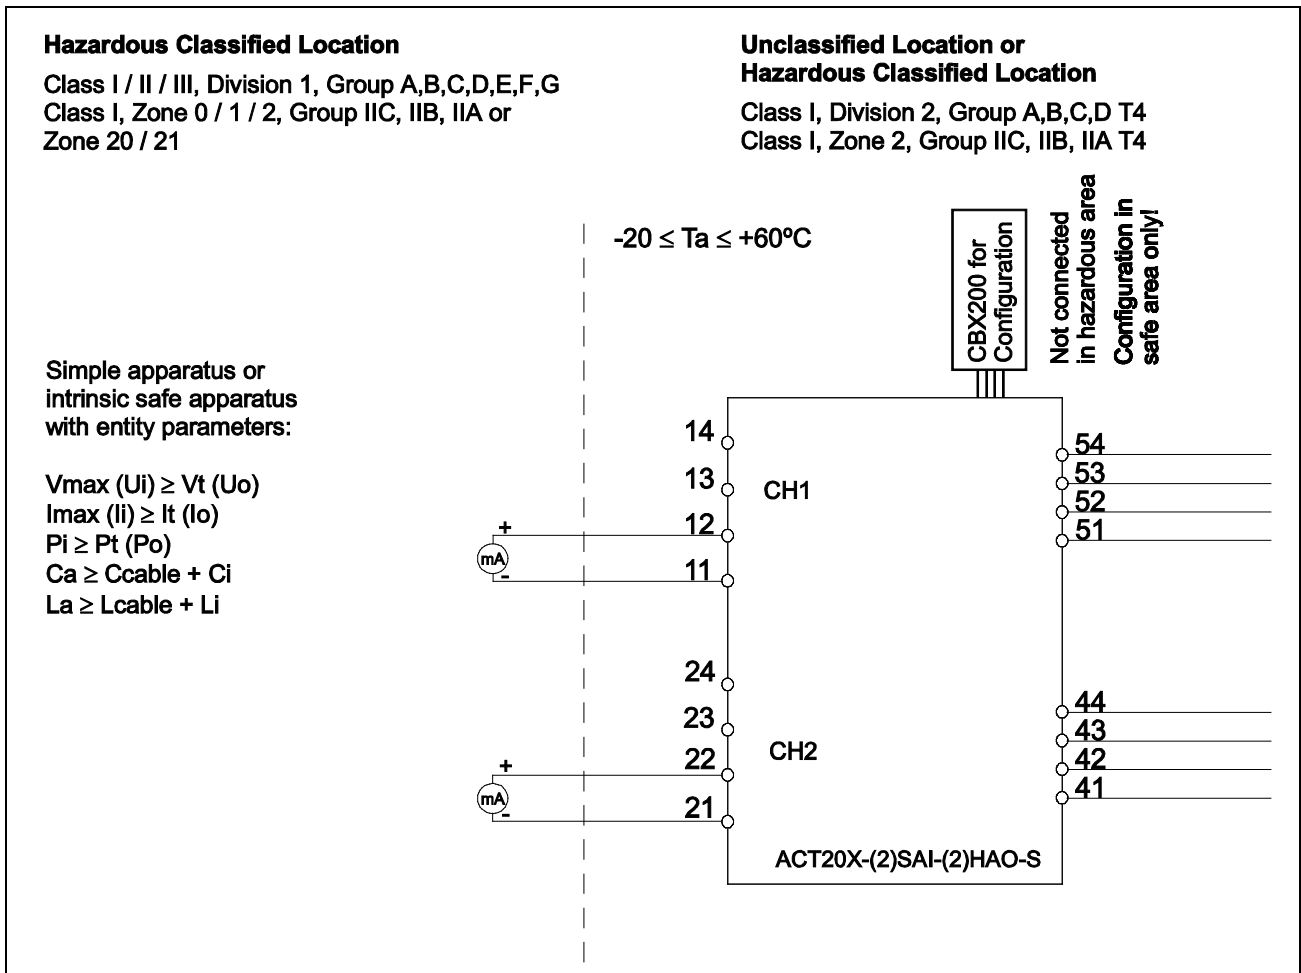 Hazardous Classified Location
Class I / II / III, Division 1, Group A,B,C,D,E,F,G
Class I, Zone 0 / 1 / 2, Group IIC, IIB, IIA or
Zone 20 / 21
Unclassified Location or
Hazardous Classified Location
Class I, Division 2, Group A,B,C,D T4
Class I, Zone 2, Group IIC, IIB, IIA T4
-20 ≤ Ta ≤ +60ºC
CBX200 for
Configuration
Not connected
in hazardous area
Configuration in
safe area only!
Simple apparatus or
intrinsic safe apparatus
with entity parameters:
Vmax (Ui) ≥ Vt (Uo)
Imax (Ii) ≥ It (Io)
Pi ≥ Pt (Po)
Ca ≥ Ccable + Ci
La ≥ Lcable + Li
14
13
12
11
CH1
+
mA
-
54
53
52
51
24
23
22
21
CH2
+
mA
-
44
43
42
41
ACT20X-(2)SAI-(2)HAO-S